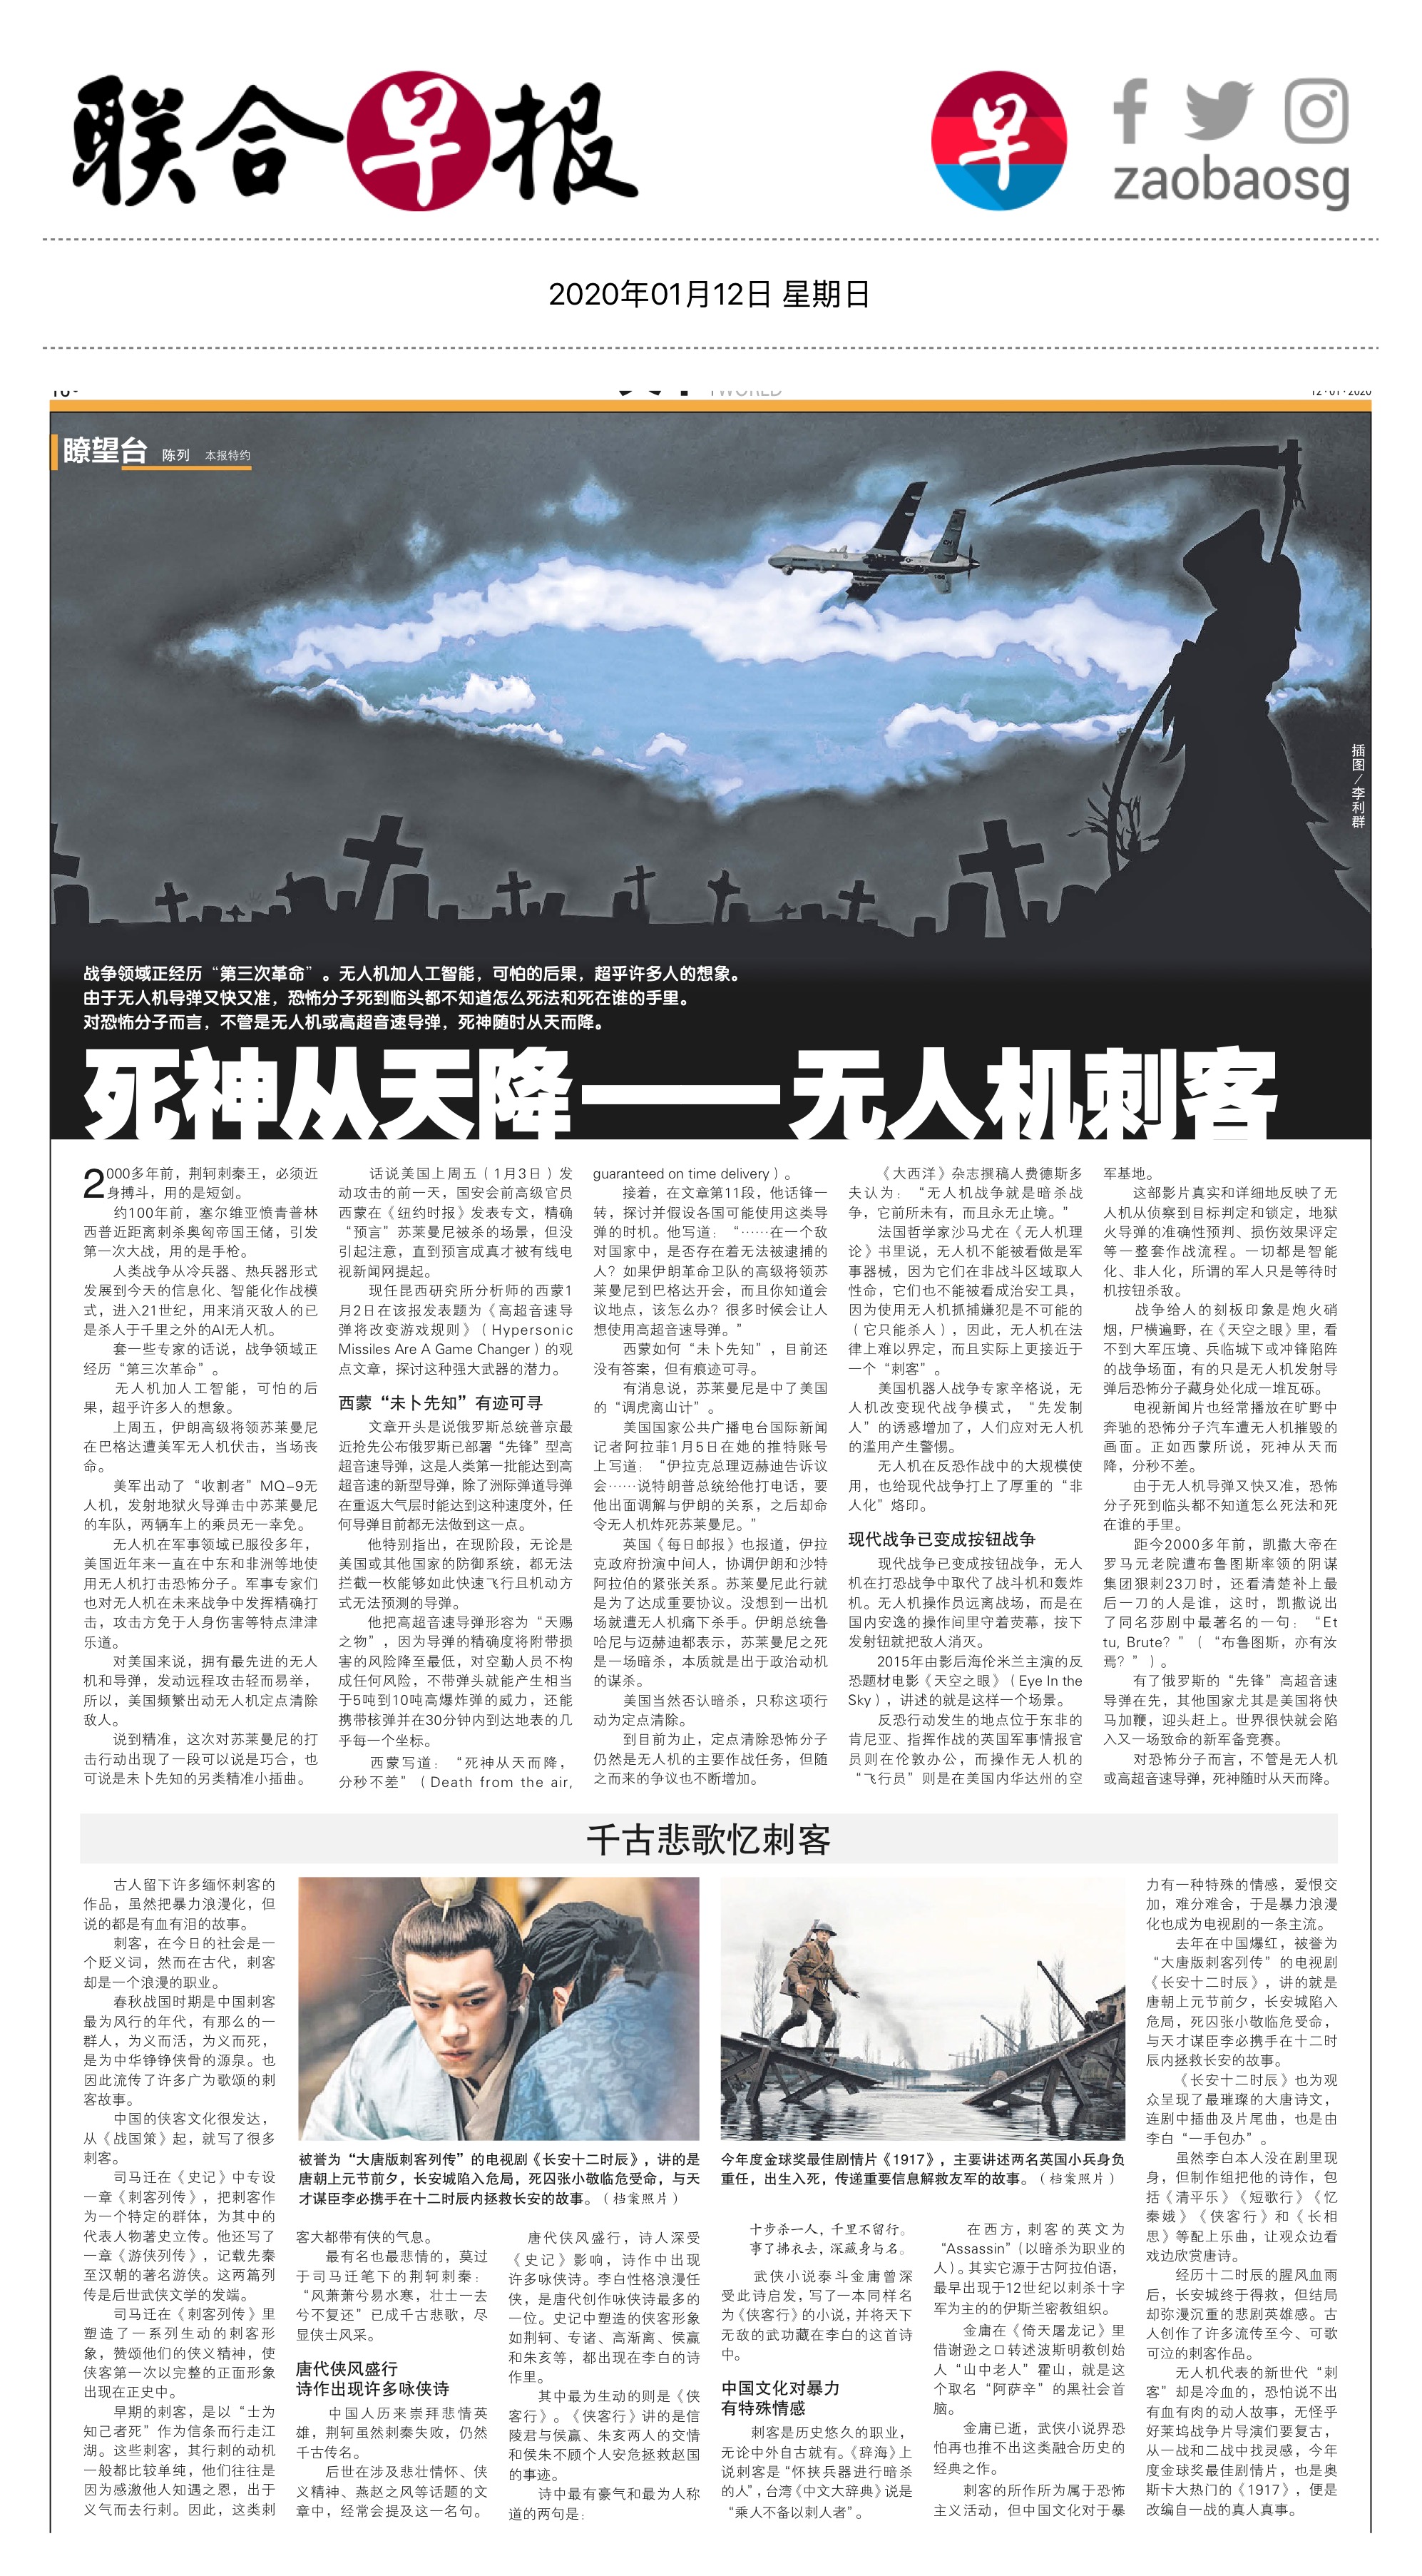 联合早报
早
zaobaosg
2020年01月12日 星期日
12·01·2020
瞭望台
陈列 本报特约
插图／李利群
战争领域正经历“第三次革命”。无人机加人工智能，可怕的后果，超乎许多人的想象。
由于无人机导弹又快又准，恐怖分子死到临头都不知道怎么死法和死在谁的手里。
对恐怖分子而言，不管是无人机或高超音速导弹，死神随时从天而降。
死神从天降——无人机刺客
2000多年前，荆轲刺秦王，必须近
身搏斗，用的是短剑。
约100年前，塞尔维亚愤青普林
西普近距离刺杀奥匈帝国王储，引发
第一次大战，用的是手枪。
人类战争从冷兵器、热兵器形式
发展到今天的信息化、智能化作战模
式，进入21世纪，用来消灭敌人的已
是杀人于千里之外的AI无人机。
套一些专家的话说，战争领域正
经历“第三次革命”。
无人机加人工智能，可怕的后
果，超乎许多人的想象。
上周五，伊朗高级将领苏莱曼尼
在巴格达遭美军无人机伏击，当场丧
命。
美军出动了“收割者”MQ-9无
人机，发射地狱火导弹击中苏莱曼尼
的车队，两辆车上的乘员无一幸免。
无人机在军事领域已服役多年，
美国近年来一直在中东和非洲等地使
用无人机打击恐怖分子。军事专家们
也对无人机在未来战争中发挥精确打
击，攻击方免于人身伤害等特点津津
乐道。
对美国来说，拥有最先进的无人
机和导弹，发动远程攻击轻而易举，
所以，美国频繁出动无人机定点清除
敌人。
说到精准，这次对苏莱曼尼的打
击行动出现了一段可以说是巧合，也
可说是未卜先知的另类精准小插曲。
话说美国上周五（1月3日）发
动攻击的前一天，国安会前高级官员
西蒙在《纽约时报》发表专文，精确
“预言”苏莱曼尼被杀的场景，但没
引起注意，直到预言成真才被有线电
视新闻网提起。
现任昆西研究所分析师的西蒙1
月2日在该报发表题为《高超音速导
弹将改变游戏规则》（Hypersonic
Missiles Are A Game Changer）的观
点文章，探讨这种强大武器的潜力。
西蒙“未卜先知”有迹可寻
文章开头是说俄罗斯总统普京最
近抢先公布俄罗斯已部署“先锋”型高
超音速导弹，这是人类第一批能达到高
超音速的新型导弹，除了洲际弹道导弹
在重返大气层时能达到这种速度外，任
何导弹目前都无法做到这一点。
他特别指出，在现阶段，无论是
美国或其他国家的防御系统，都无法
拦截一枚能够如此快速飞行且机动方
式无法预测的导弹。
他把高超音速导弹形容为“天赐
之物”，因为导弹的精确度将附带损
害的风险降至最低，对空勤人员不构
成任何风险，不带弹头就能产生相当
于5吨到10吨高爆炸弹的威力，还能
携带核弹并在30分钟内到达地表的几
乎每一个坐标。
西蒙写道：“死神从天而降，
分秒不差”（Death from the air,
guaranteed on time delivery）。
接着，在文章第11段，他话锋一
转，探讨并假设各国可能使用这类导
弹的时机。他写道：“……在一个敌
对国家中，是否存在着无法被逮捕的
人？如果伊朗革命卫队的高级将领苏
莱曼尼到巴格达开会，而且你知道会
议地点，该怎么办？很多时候会让人
想使用高超音速导弹。”
西蒙如何“未卜先知”，目前还
没有答案，但有痕迹可寻。
有消息说，苏莱曼尼是中了美国
的“调虎离山计”。
美国国家公共广播电台国际新闻
记者阿拉菲1月5日在她的推特账号
上写道：“伊拉克总理迈赫迪告诉议
会……说特朗普总统给他打电话，要
他出面调解与伊朗的关系，之后却命
令无人机炸死苏莱曼尼。”
英国《每日邮报》也报道，伊拉
克政府扮演中间人，协调伊朗和沙特
阿拉伯的紧张关系。苏莱曼尼此行就
是为了达成重要协议。没想到一出机
场就遭无人机痛下杀手。伊朗总统鲁
哈尼与迈赫迪都表示，苏莱曼尼之死
是一场暗杀，本质就是出于政治动机
的谋杀。
美国当然否认暗杀，只称这项行
动为定点清除。
到目前为止，定点清除恐怖分子
仍然是无人机的主要作战任务，但随
之而来的争议也不断增加。
《大西洋》杂志撰稿人费德斯多
夫认为：“无人机战争就是暗杀战
争，它前所未有，而且永无止境。”
法国哲学家沙马尤在《无人机理
论》书里说，无人机不能被看做是军
事器械，因为它们在非战斗区域取人
性命，它们也不能被看成治安工具，
因为使用无人机抓捕嫌犯是不可能的
（它只能杀人），因此，无人机在法
律上难以界定，而且实际上更接近于
一个“刺客”。
美国机器人战争专家辛格说，无
人机改变现代战争模式，“先发制
人”的诱惑增加了，人们应对无人机
的滥用产生警惕。
无人机在反恐作战中的大规模使
用，也给现代战争打上了厚重的“非
人化”烙印。
现代战争已变成按钮战争
现代战争已变成按钮战争，无人
机在打恐战争中取代了战斗机和轰炸
机。无人机操作员远离战场，而是在
国内安逸的操作间里守着荧幕，按下
发射钮就把敌人消灭。
2015年由影后海伦米兰主演的反
恐题材电影《天空之眼》（Eye In the
Sky），讲述的就是这样一个场景。
反恐行动发生的地点位于东非的
肯尼亚、指挥作战的英国军事情报官
员则在伦敦办公，而操作无人机的
“飞行员”则是在美国内华达州的空
军基地。
这部影片真实和详细地反映了无
人机从侦察到目标判定和锁定，地狱
火导弹的准确性预判、损伤效果评定
等一整套作战流程。一切都是智能
化、非人化，所谓的军人只是等待时
机按钮杀敌。
战争给人的刻板印象是炮火硝
烟，尸横遍野，在《天空之眼》里，看
不到大军压境、兵临城下或冲锋陷阵
的战争场面，有的只是无人机发射导
弹后恐怖分子藏身处化成一堆瓦砾。
电视新闻片也经常播放在旷野中
奔驰的恐怖分子汽车遭无人机摧毁的
画面。正如西蒙所说，死神从天而
降，分秒不差。
由于无人机导弹又快又准，恐怖
分子死到临头都不知道怎么死法和死
在谁的手里。
距今2000多年前，凯撒大帝在
罗马元老院遭布鲁图斯率领的阴谋
集团狠刺23刀时，还看清楚补上最
后一刀的人是谁，这时，凯撒说出
了同名莎剧中最著名的一句：“Et
tu, Brute？”（“布鲁图斯，亦有汝
焉？”）。
有了俄罗斯的“先锋”高超音速
导弹在先，其他国家尤其是美国将快
马加鞭，迎头赶上。世界很快就会陷
入又一场致命的新军备竞赛。
对恐怖分子而言，不管是无人机
或高超音速导弹，死神随时从天而降。
千古悲歌忆刺客
古人留下许多缅怀刺客的
作品，虽然把暴力浪漫化，但
说的都是有血有泪的故事。
刺客，在今日的社会是一
个贬义词，然而在古代，刺客
却是一个浪漫的职业。
春秋战国时期是中国刺客
最为风行的年代，有那么的一
群人，为义而活，为义而死，
是为中华铮铮侠骨的源泉。也
因此流传了许多广为歌颂的刺
客故事。
中国的侠客文化很发达，
从《战国策》起，就写了很多
刺客。
司马迁在《史记》中专设
一章《刺客列传》，把刺客作
为一个特定的群体，为其中的
代表人物著史立传。他还写了
一章《游侠列传》，记载先秦
至汉朝的著名游侠。这两篇列
传是后世武侠文学的发端。
司马迁在《刺客列传》里
塑造了一系列生动的刺客形
象，赞颂他们的侠义精神，使
侠客第一次以完整的正面形象
出现在正史中。
早期的刺客，是以“士为
知己者死”作为信条而行走江
湖。这些刺客，其行刺的动机
一般都比较单纯，他们往往是
因为感激他人知遇之恩，出于
义气而去行刺。因此，这类刺
被誉为“大唐版刺客列传”的电视剧《长安十二时辰》，讲的是
唐朝上元节前夕，长安城陷入危局，死囚张小敬临危受命，与天
才谋臣李必携手在十二时辰内拯救长安的故事。（档案照片）
客大都带有侠的气息。
最有名也最悲情的，莫过
于司马迁笔下的荆轲刺秦：
“风萧萧兮易水寒，壮士一去
兮不复还”已成千古悲歌，尽
显侠士风采。
唐代侠风盛行
诗作出现许多咏侠诗
中国人历来崇拜悲情英
雄，荆轲虽然刺秦失败，仍然
千古传名。
后世在涉及悲壮情怀、侠
义精神、燕赵之风等话题的文
章中，经常会提及这一名句。
唐代侠风盛行，诗人深受
《史记》影响，诗作中出现
许多咏侠诗。李白性格浪漫任
侠，是唐代创作咏侠诗最多的
一位。史记中塑造的侠客形象
如荆轲、专诸、高渐离、侯嬴
和朱亥等，都出现在李白的诗
作里。
其中最为生动的则是《侠
客行》。《侠客行》讲的是信
陵君与侯嬴、朱亥两人的交情
和侯朱不顾个人安危拯救赵国
的事迹。
诗中最有豪气和最为人称
道的两句是：
今年度金球奖最佳剧情片《1917》，主要讲述两名英国小兵身负
重任，出生入死，传递重要信息解救友军的故事。（档案照片）
十步杀一人，千里不留行。
事了拂衣去，深藏身与名。
武侠小说泰斗金庸曾深
受此诗启发，写了一本同样名
为《侠客行》的小说，并将天下
无敌的武功藏在李白的这首诗
中。
中国文化对暴力
有特殊情感
刺客是历史悠久的职业，
无论中外自古就有。《辞海》上
说刺客是“怀挟兵器进行暗杀
的人”，台湾《中文大辞典》说是
“乘人不备以刺人者”。
在西方，刺客的英文为
“Assassin”（以暗杀为职业的
人）。其实它源于古阿拉伯语，
最早出现于12世纪以刺杀十字
军为主的的伊斯兰密教组织。
金庸在《倚天屠龙记》里
借谢逊之口转述波斯明教创始
人“山中老人”霍山，就是这
个取名“阿萨辛”的黑社会首
脑。
金庸已逝，武侠小说界恐
怕再也推不出这类融合历史的
经典之作。
刺客的所作所为属于恐怖
主义活动，但中国文化对于暴
力有一种特殊的情感，爱恨交
加，难分难舍，于是暴力浪漫
化也成为电视剧的一条主流。
去年在中国爆红，被誉为
“大唐版刺客列传”的电视剧
《长安十二时辰》，讲的就是
唐朝上元节前夕，长安城陷入
危局，死囚张小敬临危受命，
与天才谋臣李必携手在十二时
辰内拯救长安的故事。
《长安十二时辰》也为观
众呈现了最璀璨的大唐诗文，
连剧中插曲及片尾曲，也是由
李白“一手包办”。
虽然李白本人没在剧里现
身，但制作组把他的诗作，包
括《清平乐》《短歌行》《忆
秦娥》《侠客行》和《长相
思》等配上乐曲，让观众边看
戏边欣赏唐诗。
经历十二时辰的腥风血雨
后，长安城终于得救，但结局
却弥漫沉重的悲剧英雄感。古
人创作了许多流传至今、可歌
可泣的刺客作品。
无人机代表的新世代“刺
客”却是冷血的，恐怕说不出
有血有肉的动人故事，无怪乎
好莱坞战争片导演们要复古，
从一战和二战中找灵感，今年
度金球奖最佳剧情片，也是奥
斯卡大热门的《1917》，便是
改编自一战的真人真事。